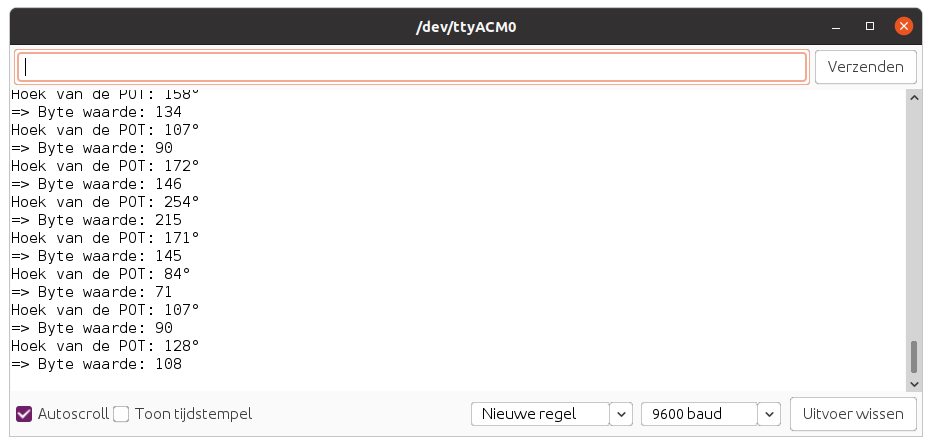 /dev/ttyACM0
Verzenden
Hoek van de POT: 158°
=> Byte waarde: 134
Hoek van de POT: 107°
=> Byte waarde: 90
Hoek van de POT: 172°
=> Byte waarde: 146
Hoek van de POT: 254°
=> Byte waarde: 215
Hoek van de POT: 171°
=> Byte waarde: 145
Hoek van de POT: 84°
=> Byte waarde: 71
Hoek van de POT: 107°
=> Byte waarde: 90
Hoek van de POT: 128°
=> Byte waarde: 108
Autoscroll Toon tijdstempel Nieuwe regel 9600 baud Uitvoer wissen